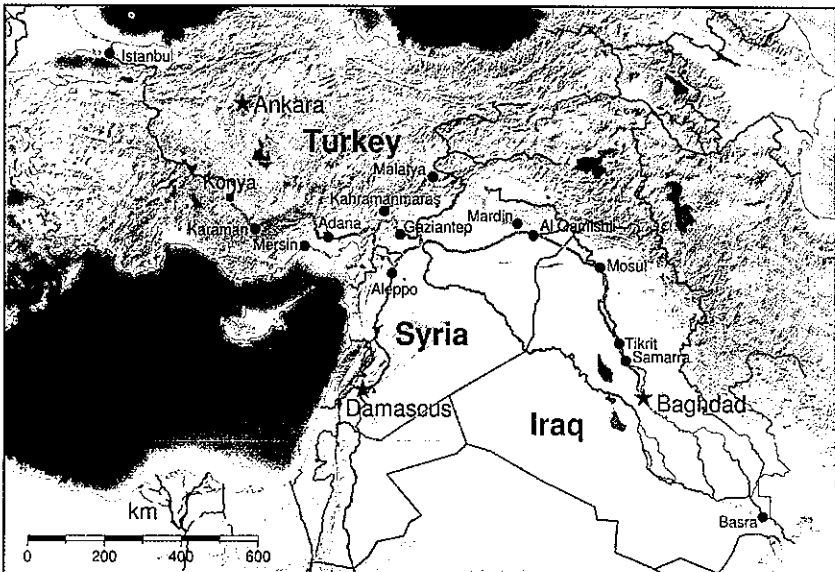 Istanbul
Ankara
Turkey
Malatya
Konya
Kahramanmaraş
Karaman
Adana
Mersin
Gaziantep
Mardin
Al Qamishli
Mosul
Aleppo
Syria
Tikrit
Samarra
Damascus
Baghdad
Iraq
km
Basra
0 200 400 600